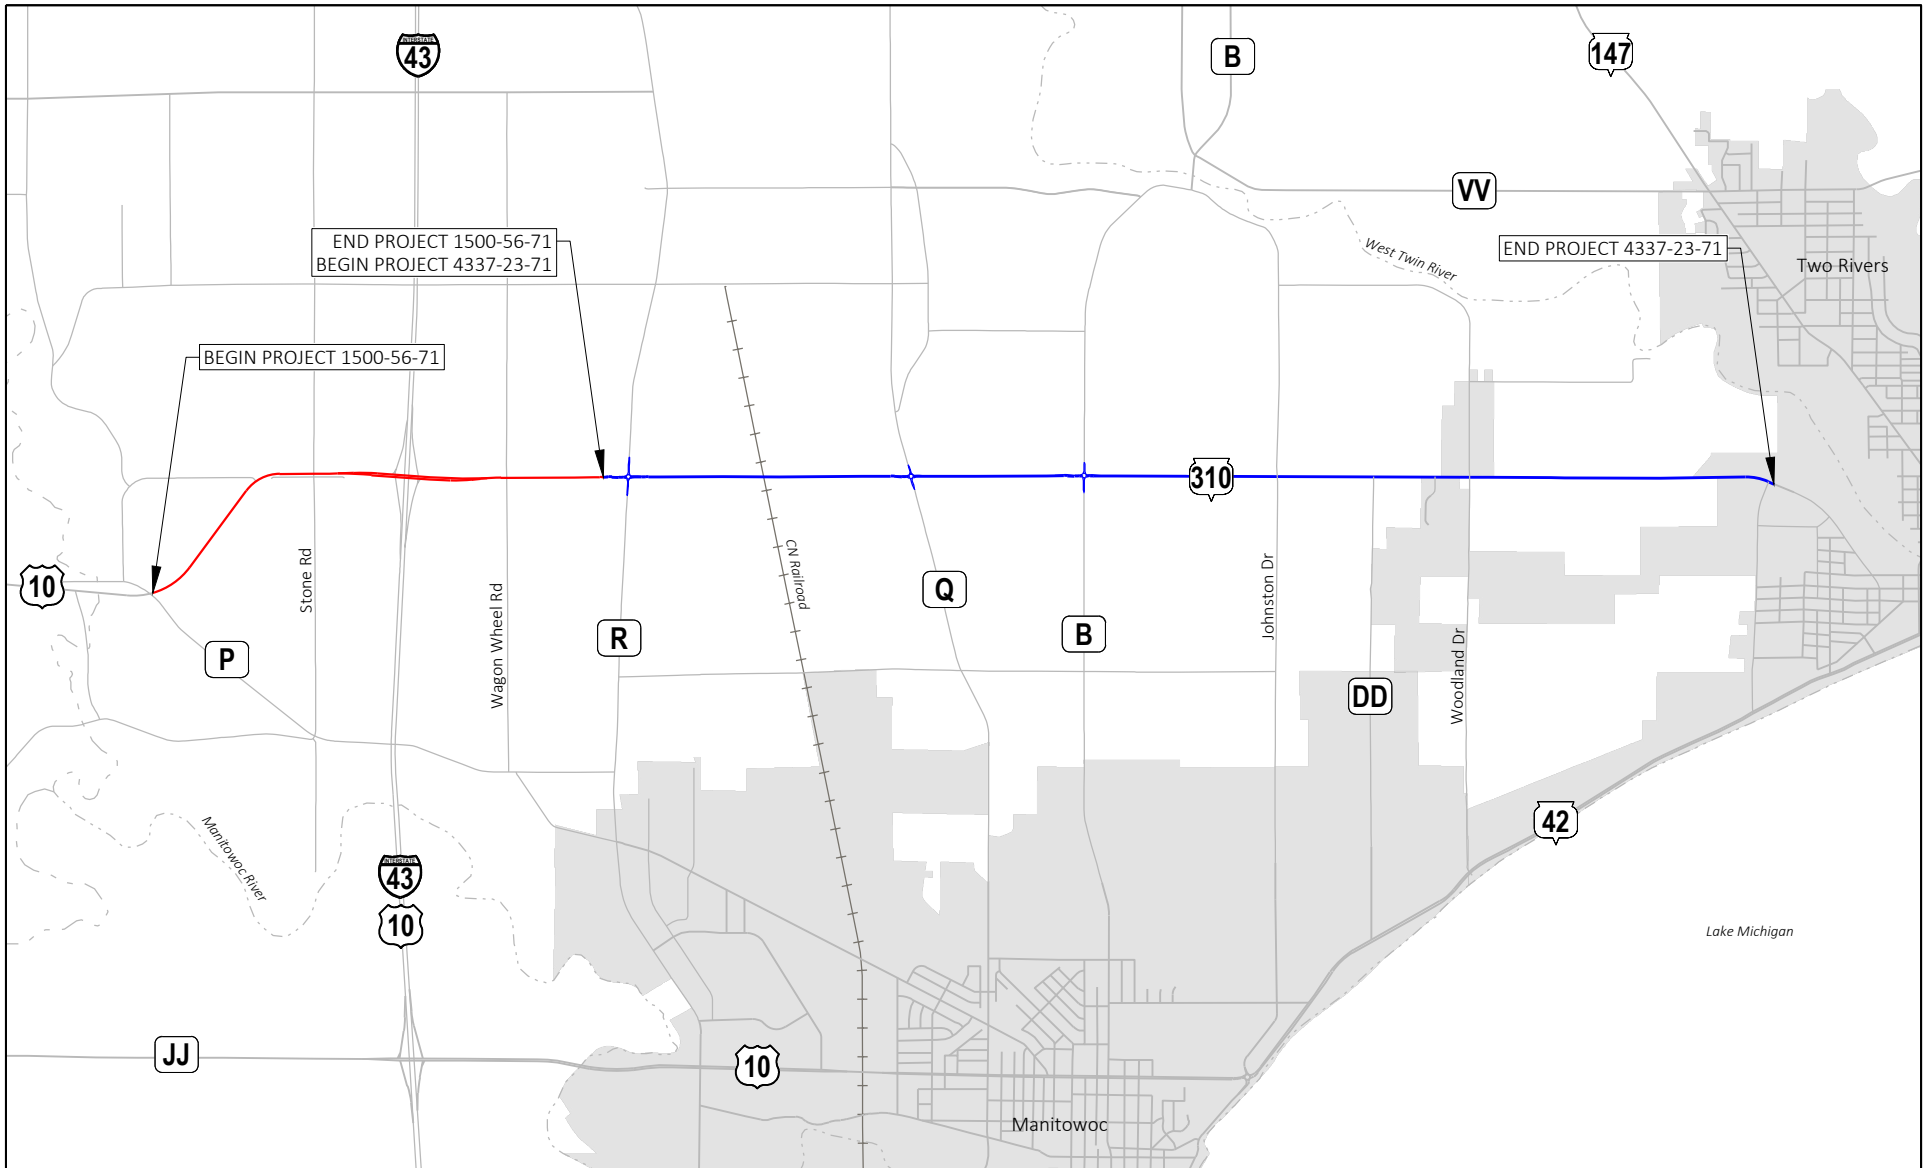 INTERSTATE
43
B
147
VV
END PROJECT 1500-56-71
BEGIN PROJECT 4337-23-71
END PROJECT 4337-23-71
West Twin River
Two Rivers
BEGIN PROJECT 1500-56-71
310
10
Stone Rd
CN Railroad
Wagon Wheel Rd
Q
Johnston Dr
R
B
P
Woodland Dr
DD
42
Manitowoc River
INTERSTATE
43
10
Lake Michigan
JJ
10
Manitowoc